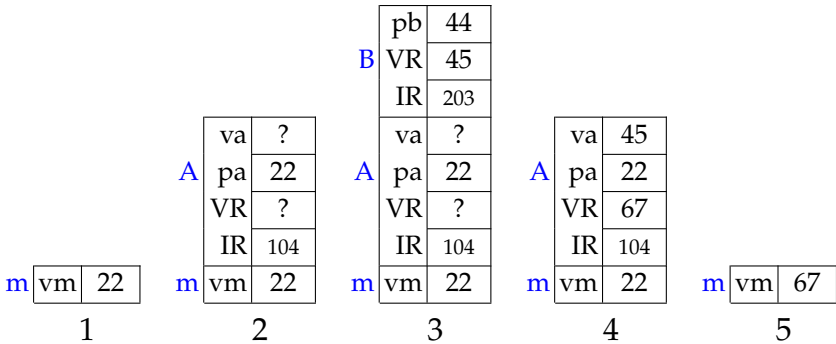 pb 44
B VR 45
IR 203
va ? va ? va 45
A pa 22 A pa 22 A pa 22
VR ? VR ? VR 67
IR 104 IR 104 IR 104
m vm 22 m vm 22 m vm 22 m vm 22 m vm 67
1 2 3 4 5